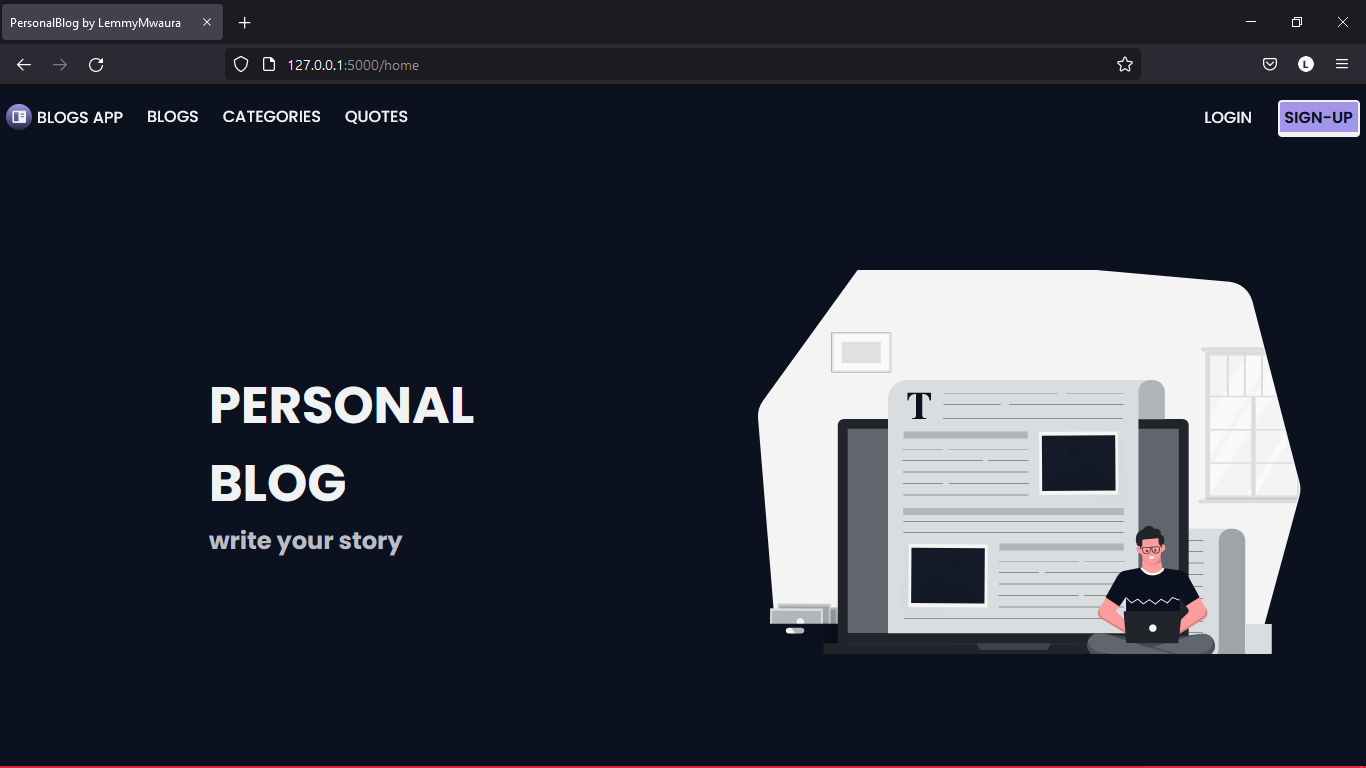 PersonalBlog by LemmyMwaura
127.0.0.1:5000/home
L
BLOGS APP BLOGS CATEGORIES QUOTES LOGIN SIGN-UP
PERSONAL
BLOG
write your story
T